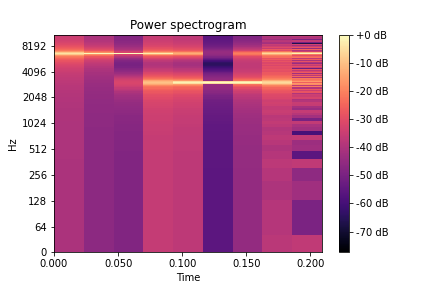 Power spectrogram
Hz
8192
4096
2048
1024
512
256
128
64
0
0.000 0.050 0.100 0.150 0.200
Time
+0 dB
-10 dB
-20 dB
-30 dB
-40 dB
-50 dB
-60 dB
-70 dB